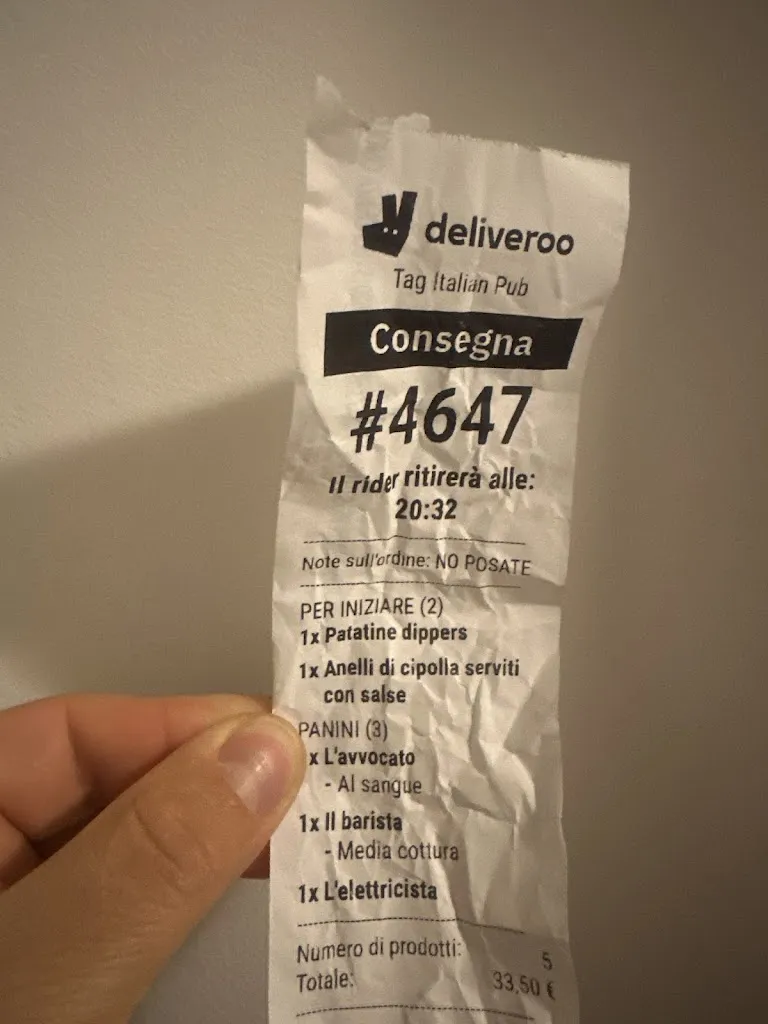 deliveroo
Tag Italian Pub
Consegna
#4647
Il rider ritirerà alle:
20:32
Note sull'ordine: NO POSATE
PER INIZIARE (2)
1x Patatine dippers
1x Anelli di cipolla serviti
con salse
PANINI (3)
x L'avvocato
- Al sangue
1x Il barista
- Media cottura
1x L'elettricista
Numero di prodotti: 5
Totale: 33,50 €